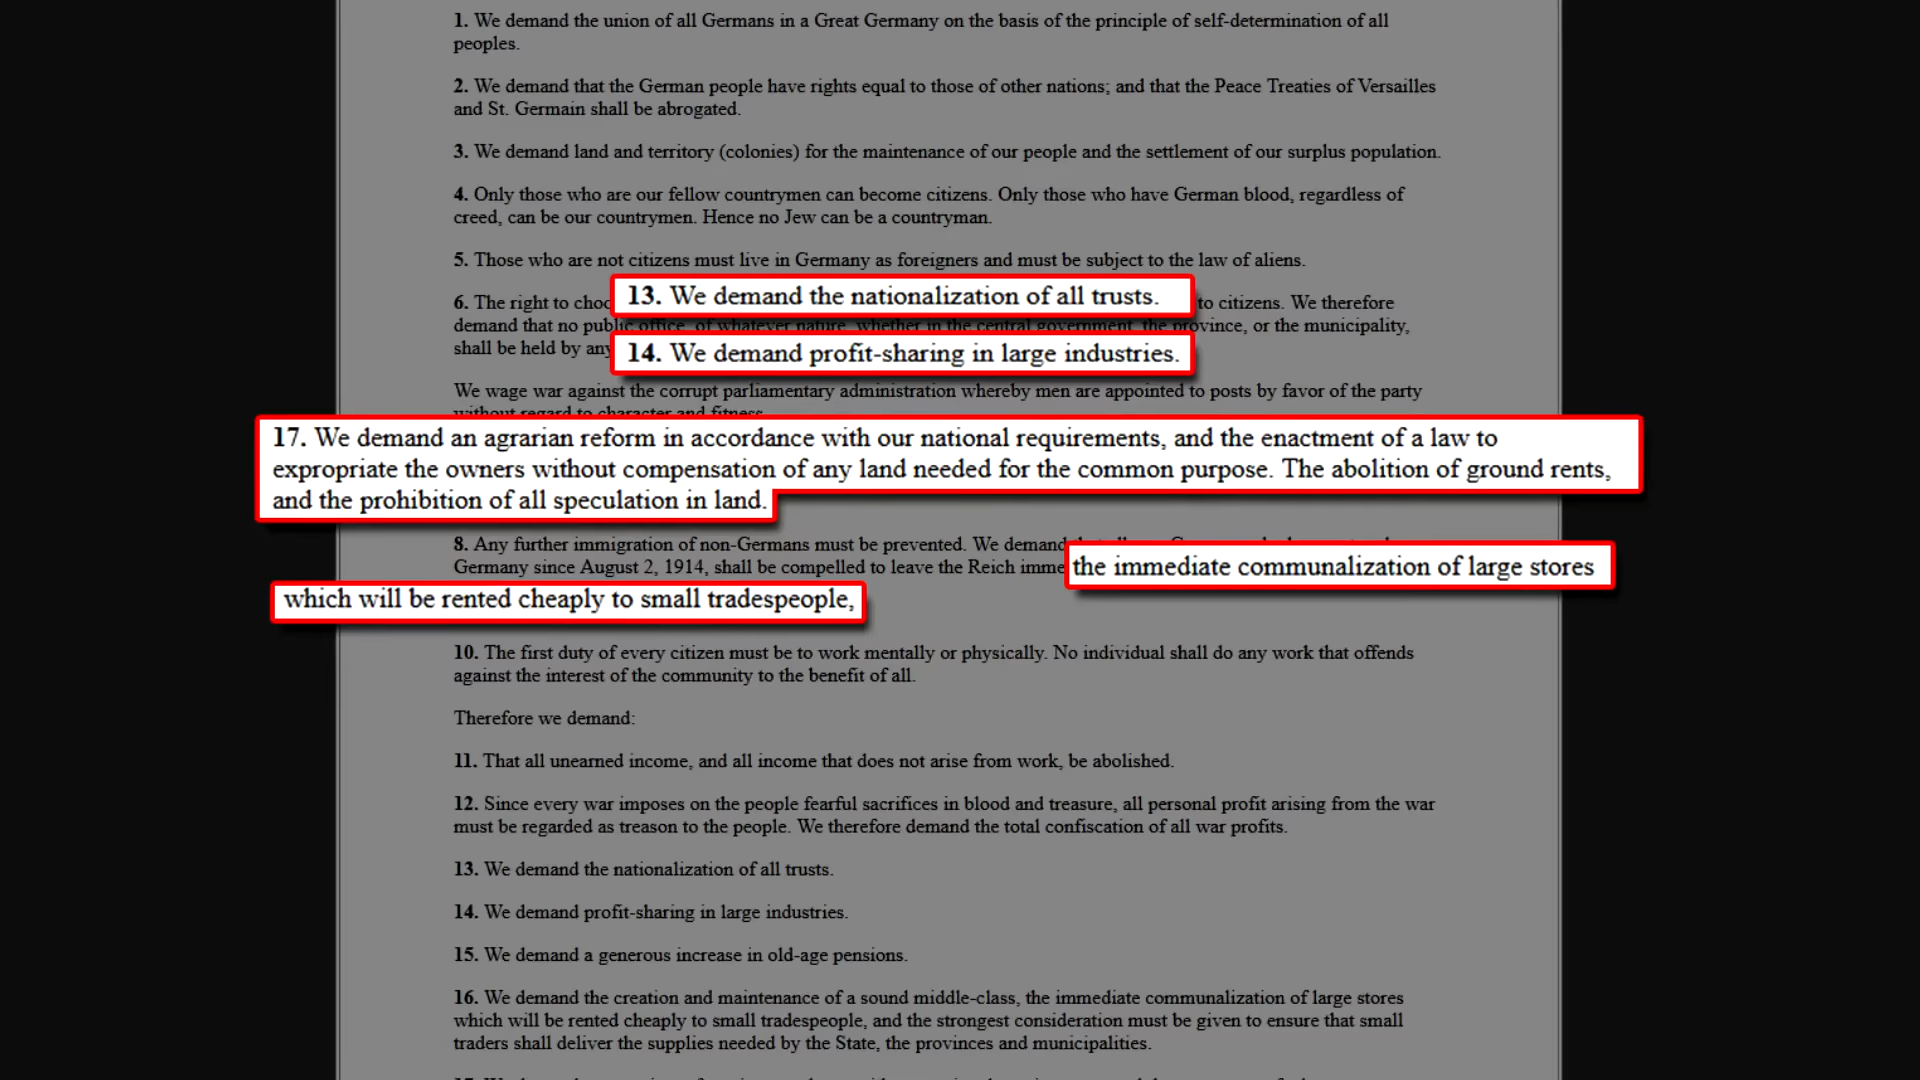 1. We demand the union of all Germans in a Great Germany on the basis of the principle of self-determination of all
peoples.
2. We demand that the German people have rights equal to those of other nations; and that the Peace Treaties of Versailles
and St. Germain shall be abrogated.
3. We demand land and territory (colonies) for the maintenance of our people and the settlement of our surplus population.
4. Only those who are our fellow countrymen can become citizens. Only those who have German blood, regardless of
creed, can be our countrymen. Hence no Jew can be a countryman.
5. Those who are not citizens must live in Germany as foreigners and must be subject to the law of aliens.
13. We demand the nationalization of all trusts.
6. The right to to citizens. We therefore
demand that no public office, of whatever nature, whether in the central government, the province, or the municipality,
14. We demand profit-sharing in large industries.
shall be held by any
We wage war against the corrupt parliamentary administration whereby men are appointed to posts by favor of the party
without regard to character and fitness.
17. We demand an agrarian reform in accordance with our national requirements, and the enactment of a law to
expropriate the owners without compensation of any land needed for the common purpose. The abolition of ground rents,
and the prohibition of all speculation in land.
8. Any further immigration of non-Germans must be prevented. We demand
Germany since August 2, 1914, shall be compelled to leave the Reich
the immediate communalization of large stores
which will be rented cheaply to small tradespeople,
10. The first duty of every citizen must be to work mentally or physically. No individual shall do any work that offends
against the interest of the community to the benefit of all.
Therefore we demand:
11. That all unearned income, and all income that does not arise from work, be abolished.
12. Since every war imposes on the people fearful sacrifices in blood and treasure, all personal profit arising from the war
must be regarded as treason to the people. We therefore demand the total confiscation of all war profits.
13. We demand the nationalization of all trusts.
14. We demand profit-sharing in large industries.
15. We demand a generous increase in old-age pensions.
16. We demand the creation and maintenance of a sound middle-class, the immediate communalization of large stores
which will be rented cheaply to small tradespeople, and the strongest consideration must be given to ensure that small
traders shall deliver the supplies needed by the State, the provinces and municipalities.